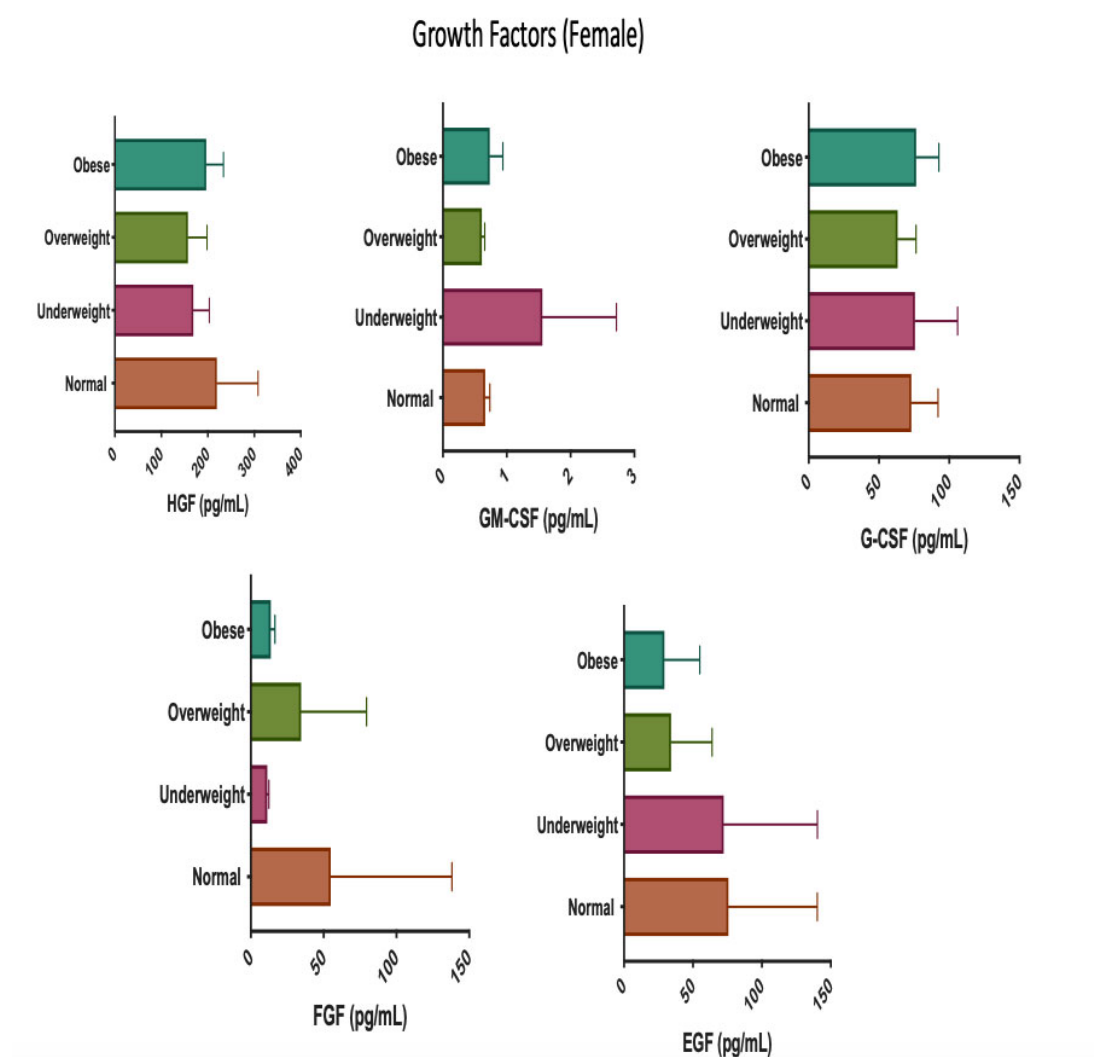 Growth Factors (Female)
Obese
Overweight
Underweight
Normal
0 100 200 300 400
HGF (pg/mL)
Obese
Overweight
Underweight
Normal
0 1 2 3
GM-CSF (pg/mL)
Obese
Overweight
Underweight
Normal
0 50 100 150
G-CSF (pg/mL)
Obese
Overweight
Underweight
Normal
0 50 100 150
FGF (pg/mL)
Obese
Overweight
Underweight
Normal
0 50 100 150
EGF (pg/mL)